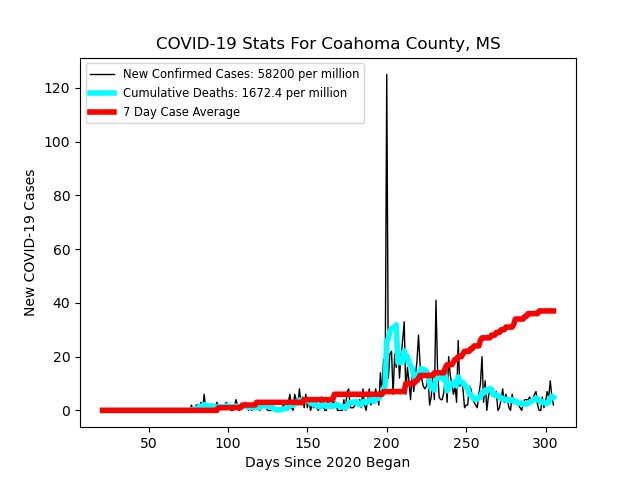 COVID-19 Stats For Coahoma County, MS
New Confirmed Cases: 58200 per million
Cumulative Deaths: 1672.4 per million
7 Day Case Average
New COVID-19 Cases
120
100
80
60
40
20
0
50
100
150
200
250
300
Days Since 2020 Began